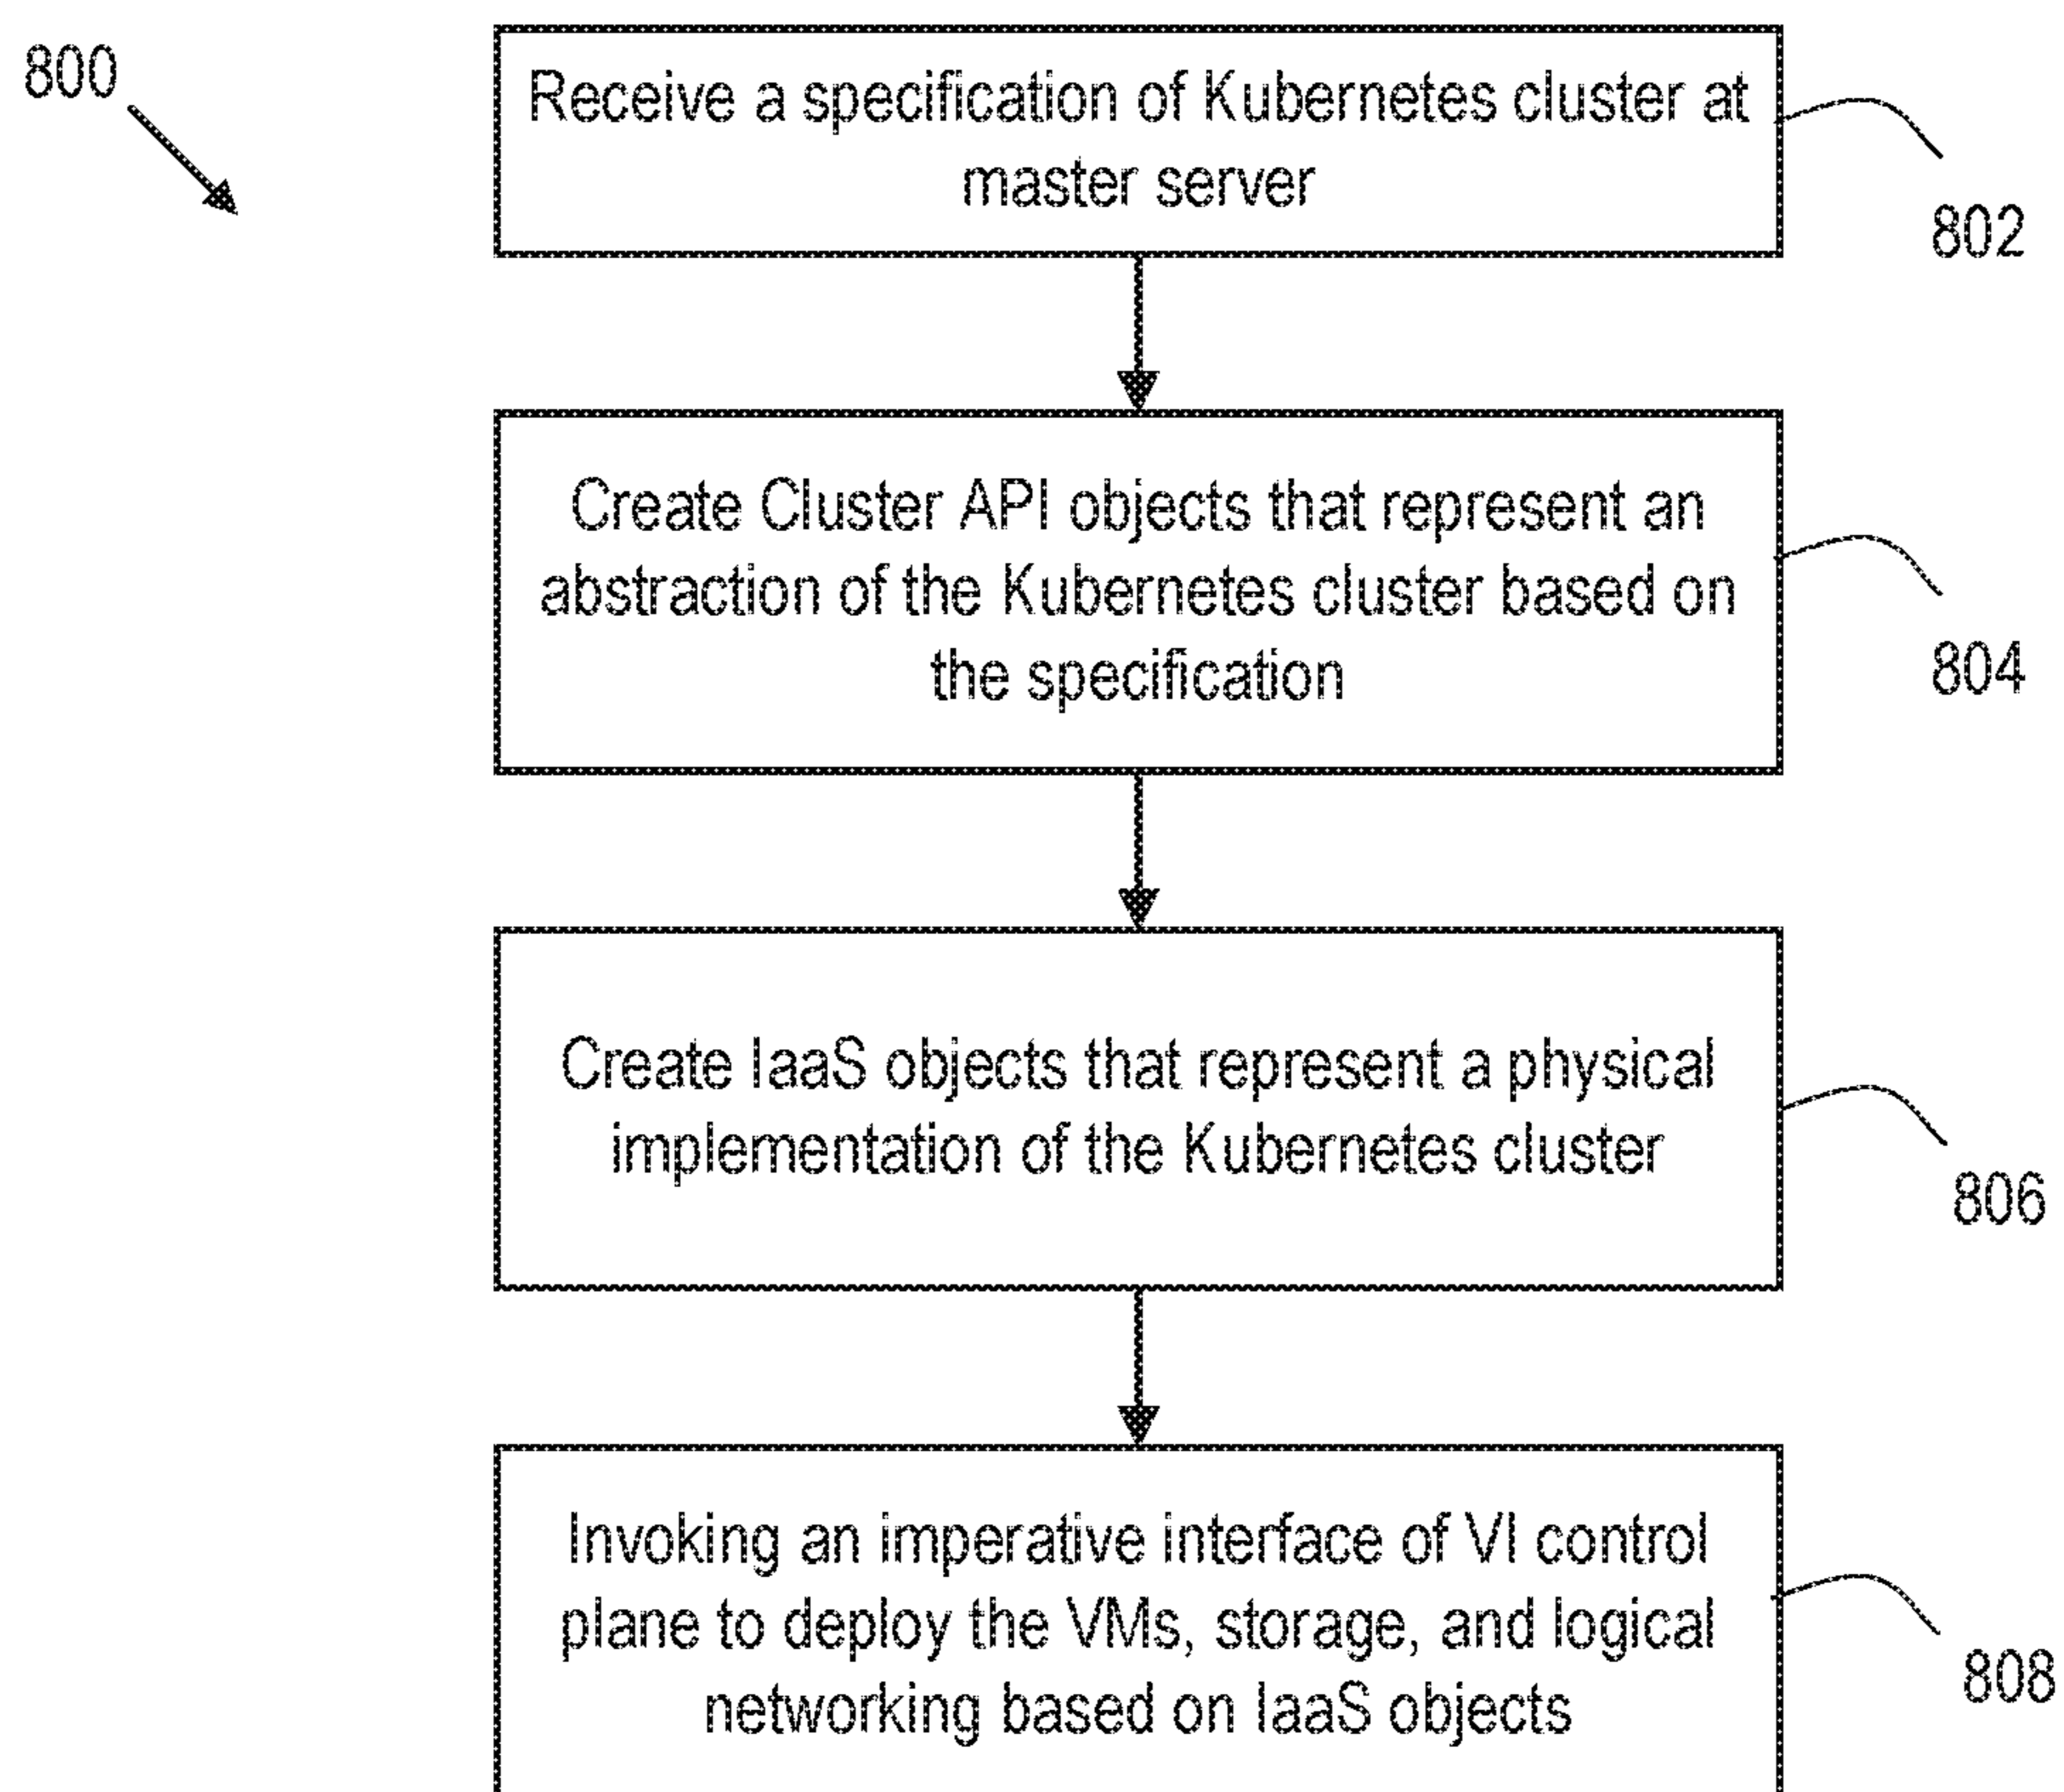 800
Receive a specification of Kubernetes cluster at
master server
802
Create Cluster API objects that represent an
abstraction of the Kubernetes cluster based on
the specification
804
Create IaaS objects that represent a physical
implementation of the Kubernetes cluster
806
Invoking an imperative interface of VI control
plane to deploy the VMs, storage, and logical
networking based on IaaS objects
808